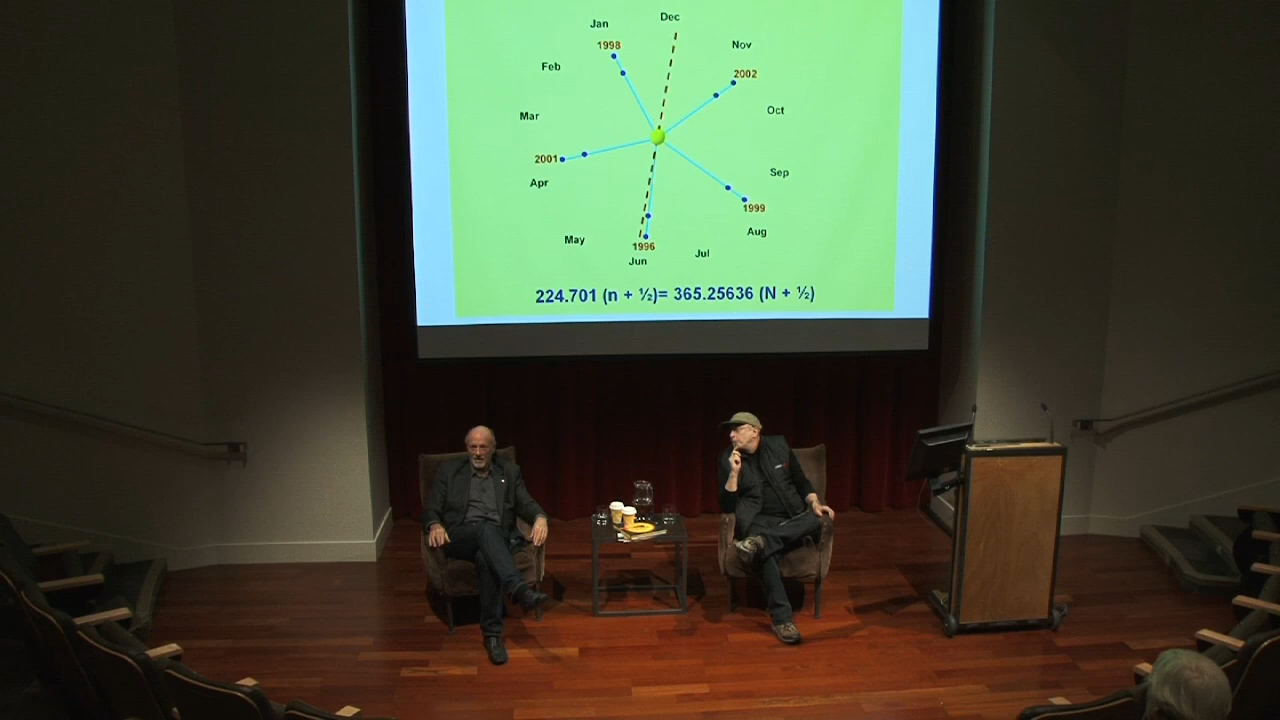 Dec
Jan
Nov
1998
Feb
2002
Mar
Oct
2001
Apr
Sep
1999
Aug
May
1996
Jul
Jun
224.701 (n + ½)= 365.25636 (N + ½)